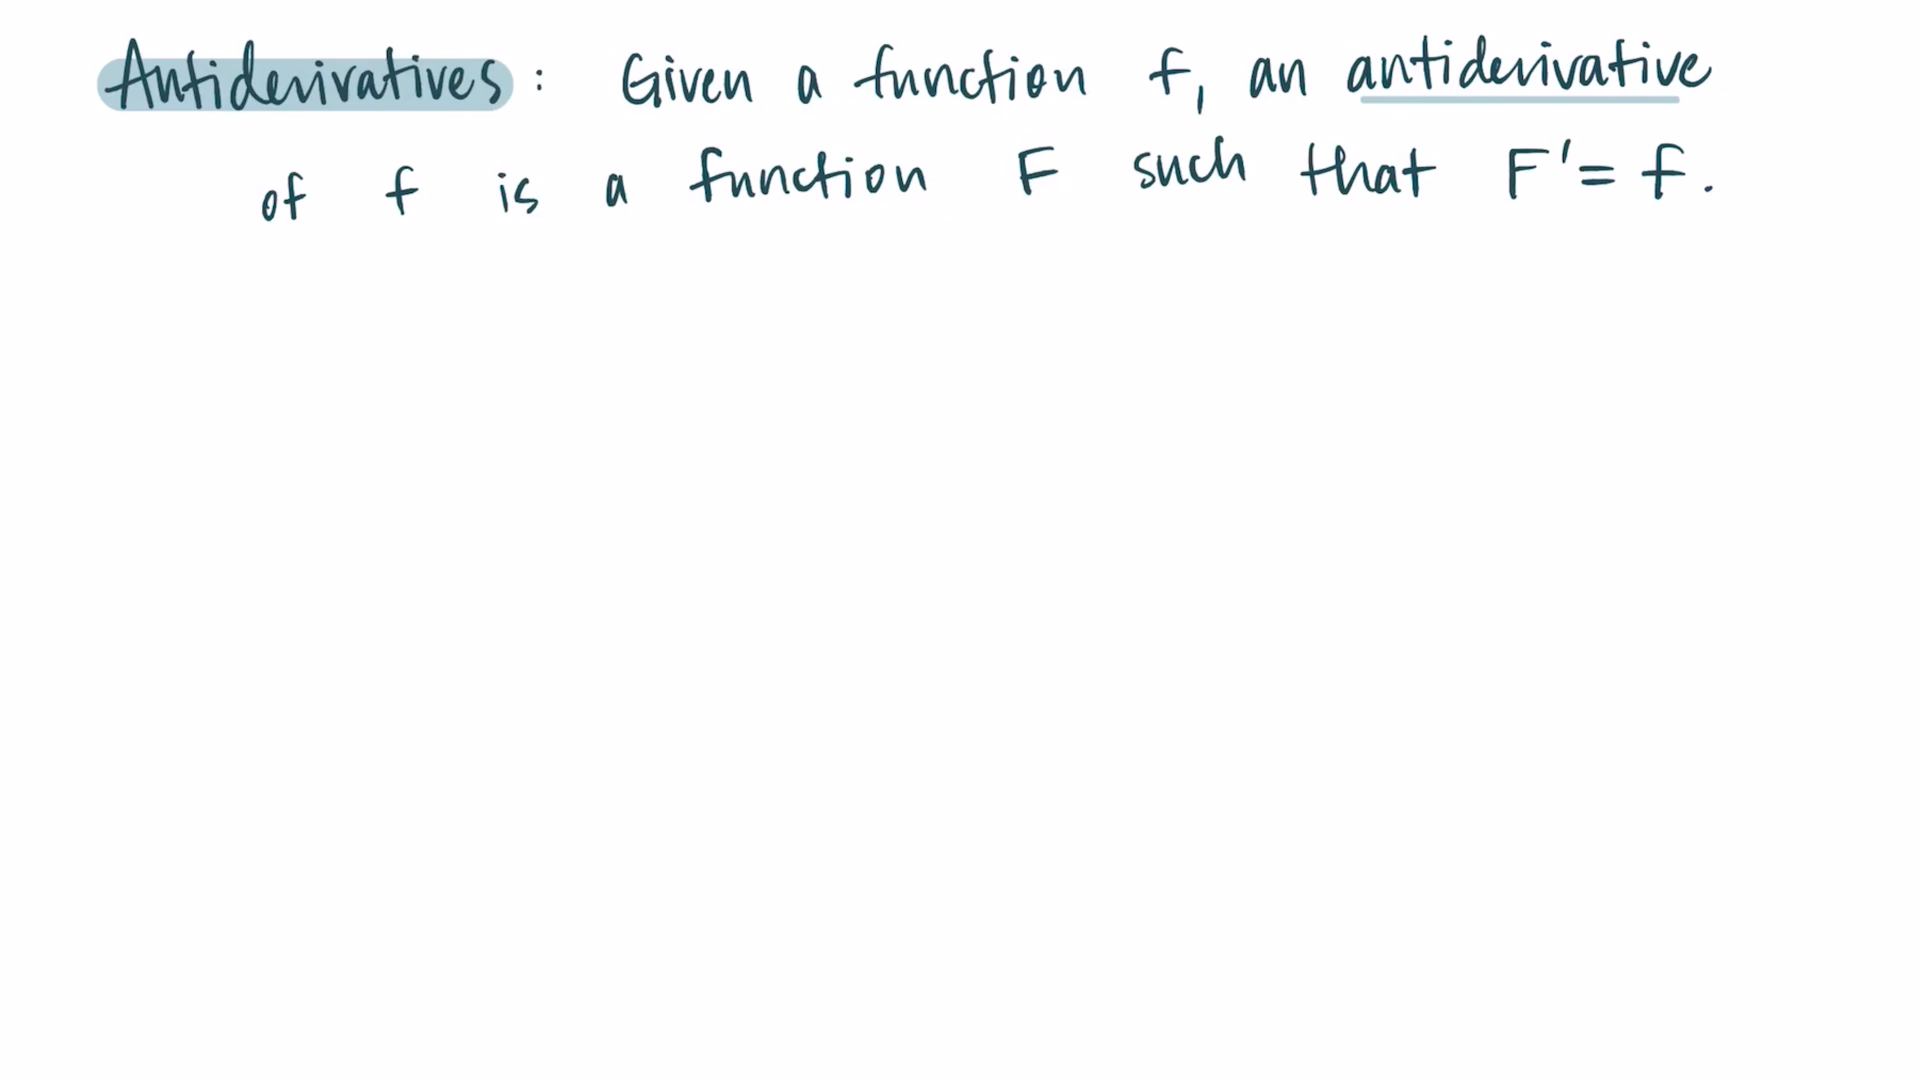 Antiderivatives: Given a function f, an antiderivative
of f is a function F such that F' = f.